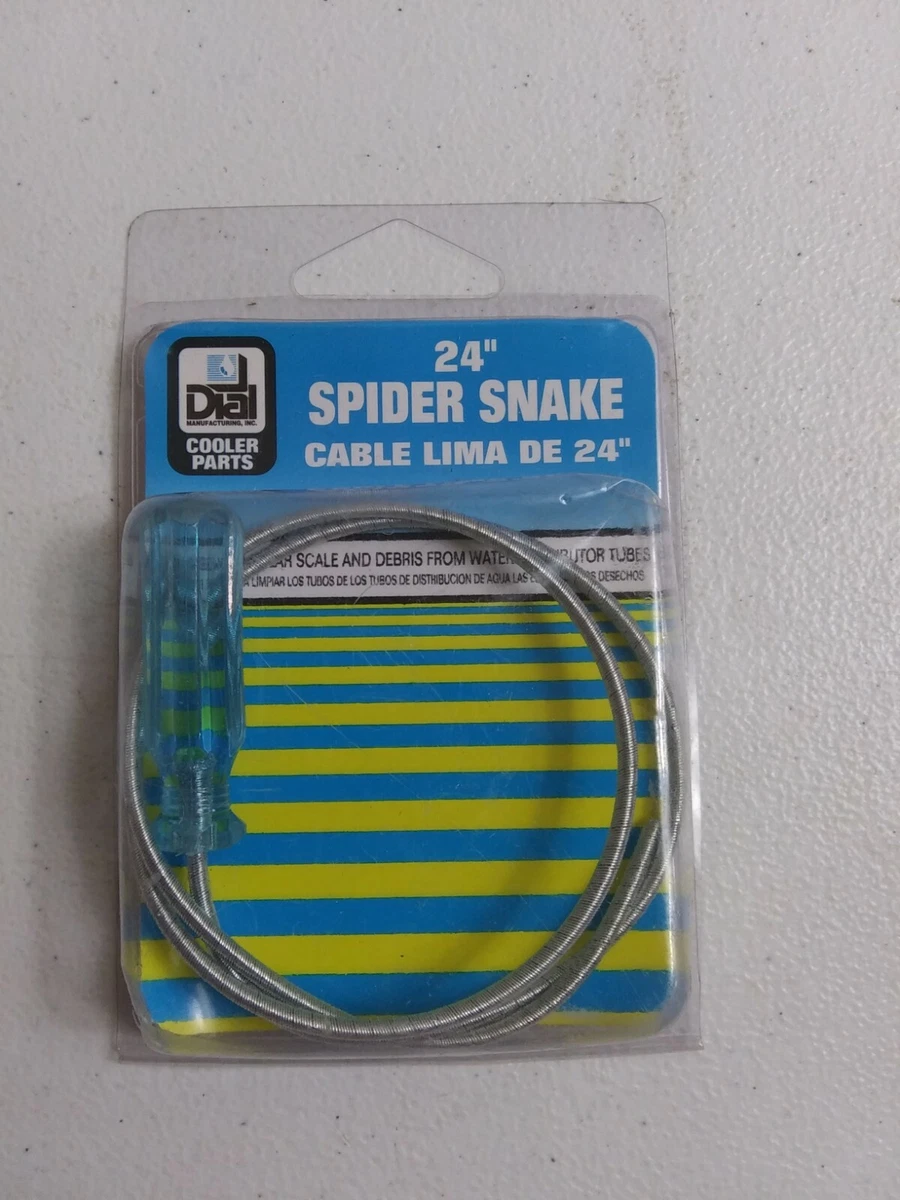 Dial
MANUFACTURING, INC.
COOLER
PARTS
24"
SPIDER SNAKE
CABLE LIMA DE 24"
SCALE AND DEBRIS FROM TUBES
LIMPIAR LOS TUBOS DE LOS TUBOS DE DISTRIBUCION DE AGUA LAS DESECHOS